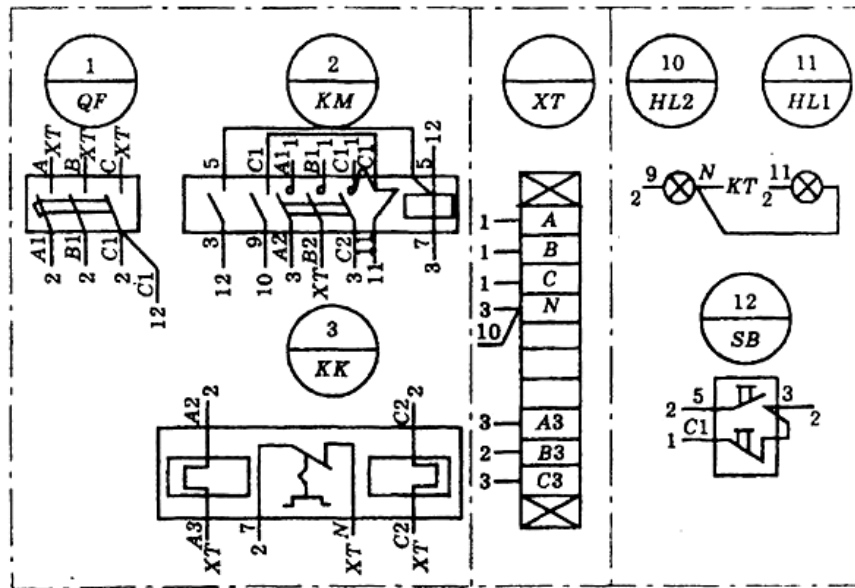 1
QF
2
KM
XT
10
HL2
11
HL1
A XT
B XT
C XT
5
C1
A1 1
B1 1
C1 1
C1
5
12
A1 2
B1 2
C1 2
C1 12
3 12
9 10
A2 3
B2 XT
C2 3
11 11
7 3
9
2
N
KT
11
2
1 A
1 B
1 C
3 N
10
3 A3
2 B3
3 C3
3
KK
A2 2
C2 2
A3 XT
7 2
N XT
C2 XT
12
SB
2 5
3 2
1 C1